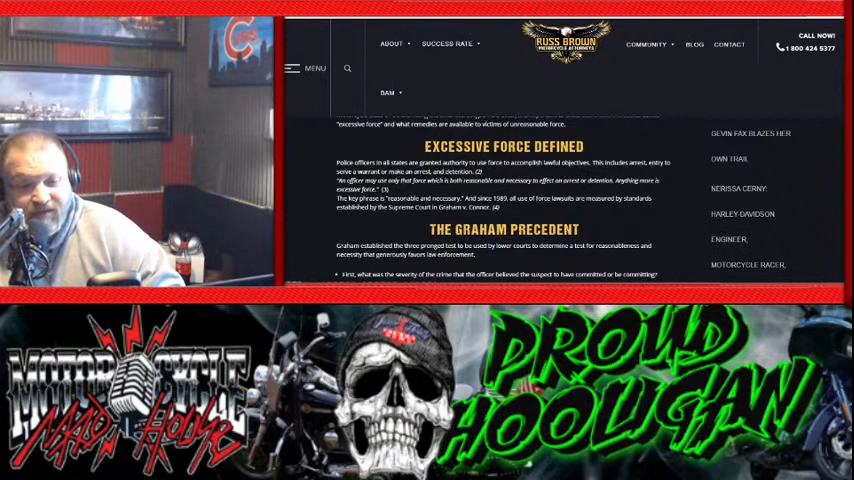 CUBS
ABOUT
SUCCESS RATE
RUSS BROWN
MOTORCYCLE ATTORNEYS
COMMUNITY
BLOG
CONTACT
CALL NOW!
1 800 424 5377
MENU
BAM
"excessive force" and what remedies are available to victims of unreasonable force.
EXCESSIVE FORCE DEFINED
Police officers in all states are granted authority to use force to accomplish lawful objectives. This includes arrest, entry to
serve a warrant or make an arrest, and detention. (2)
"An officer may use only that force which is both reasonable and necessary to effect an arrest or detention. Anything more is
excessive force." (3)
The key phrase is "reasonable and necessary." And since 1989, all use of force lawsuits are measured by standards
established by the Supreme Court in Graham v. Connor. (4)
THE GRAHAM PRECEDENT
Graham established the three pronged test to be used by lower courts to determine a test for reasonableness and
necessity that generously favors law enforcement.
First, what was the severity of the crime that the officer believed the suspect to have committed or be committing?
GEVIN FAX BLAZES HER
OWN TRAIL
NERISSA CERNY:
HARLEY-DAVIDSON
ENGINEER,
MOTORCYCLE RACER,
MOTORCYCLE
MAD House
PROUD
HOOLIGAN